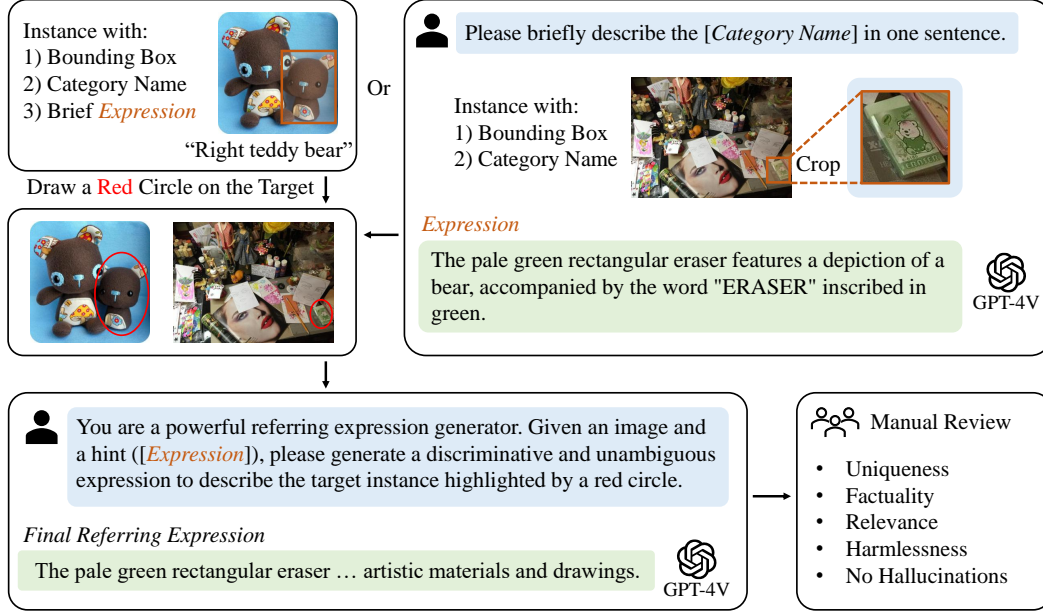 Instance with:
1) Bounding Box
2) Category Name
3) Brief Expression
“Right teddy bear”
Or
Please briefly describe the [Category Name] in one sentence.
Instance with:
1) Bounding Box
2) Category Name
Crop
Expression
The pale green rectangular eraser features a depiction of a
bear, accompanied by the word "ERASER" inscribed in
green.
GPT-4V
Draw a Red Circle on the Target
You are a powerful referring expression generator. Given an image and
a hint ([Expression]), please generate a discriminative and unambiguous
expression to describe the target instance highlighted by a red circle.
Final Referring Expression
The pale green rectangular eraser … artistic materials and drawings.
GPT-4V
Manual Review
• Uniqueness
• Factuality
• Relevance
• Harmlessness
• No Hallucinations